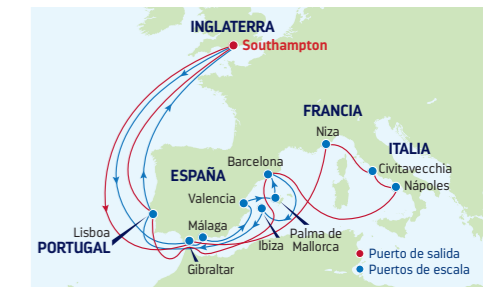 INGLATERRA
Southampton
FRANCIA
Niza
ITALIA
Civitavecchia
Nápoles
Barcelona
ESPAÑA
Valencia
Málaga
Lisboa
PORTUGAL
Ibiza
Palma de
Mallorca
Gibraltar
Puerto de salida
Puertos de escala